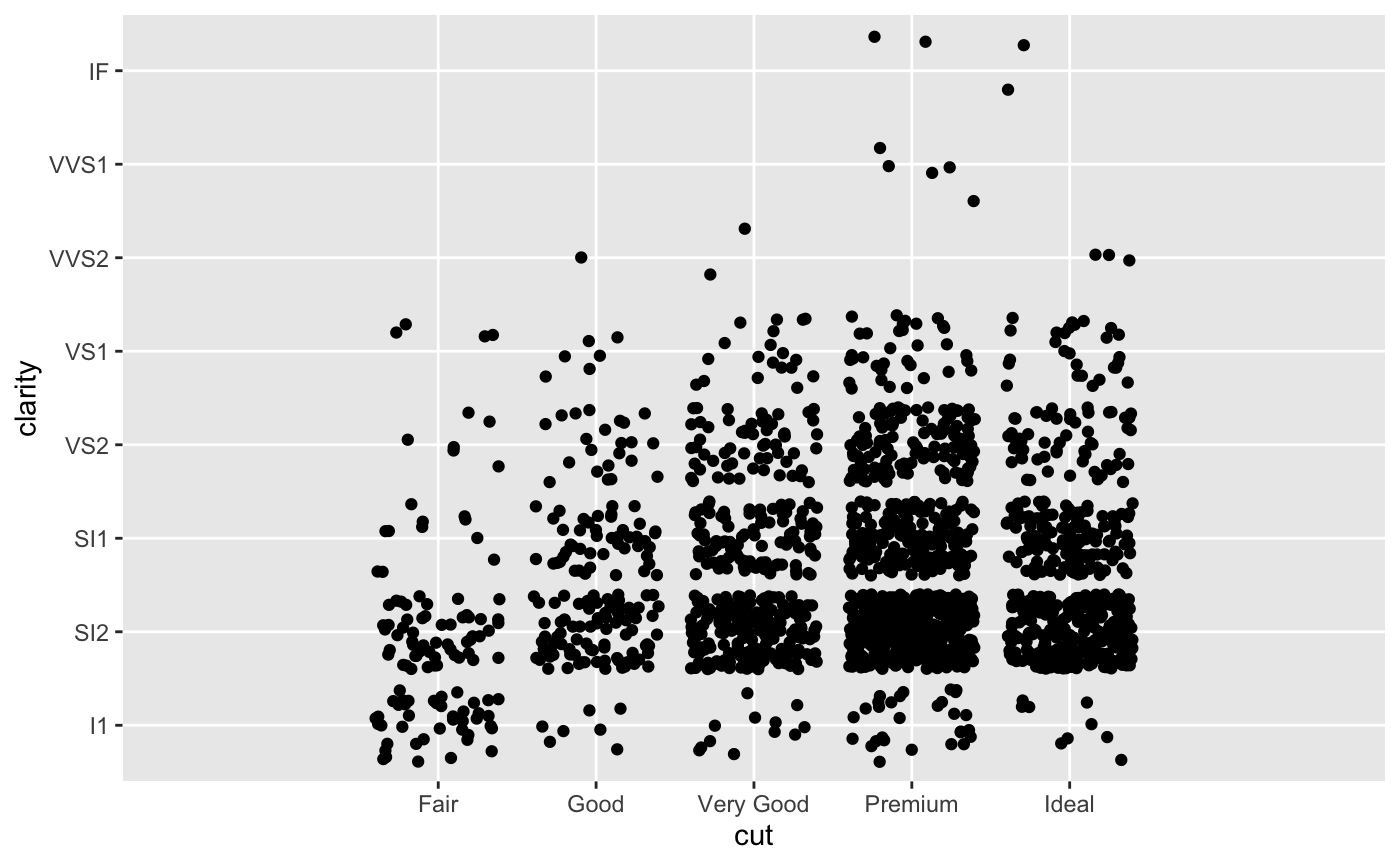 clarity
IF
VVS1
VVS2
VS1
VS2
SI1
SI2
I1
Fair Good Very Good Premium Ideal
cut